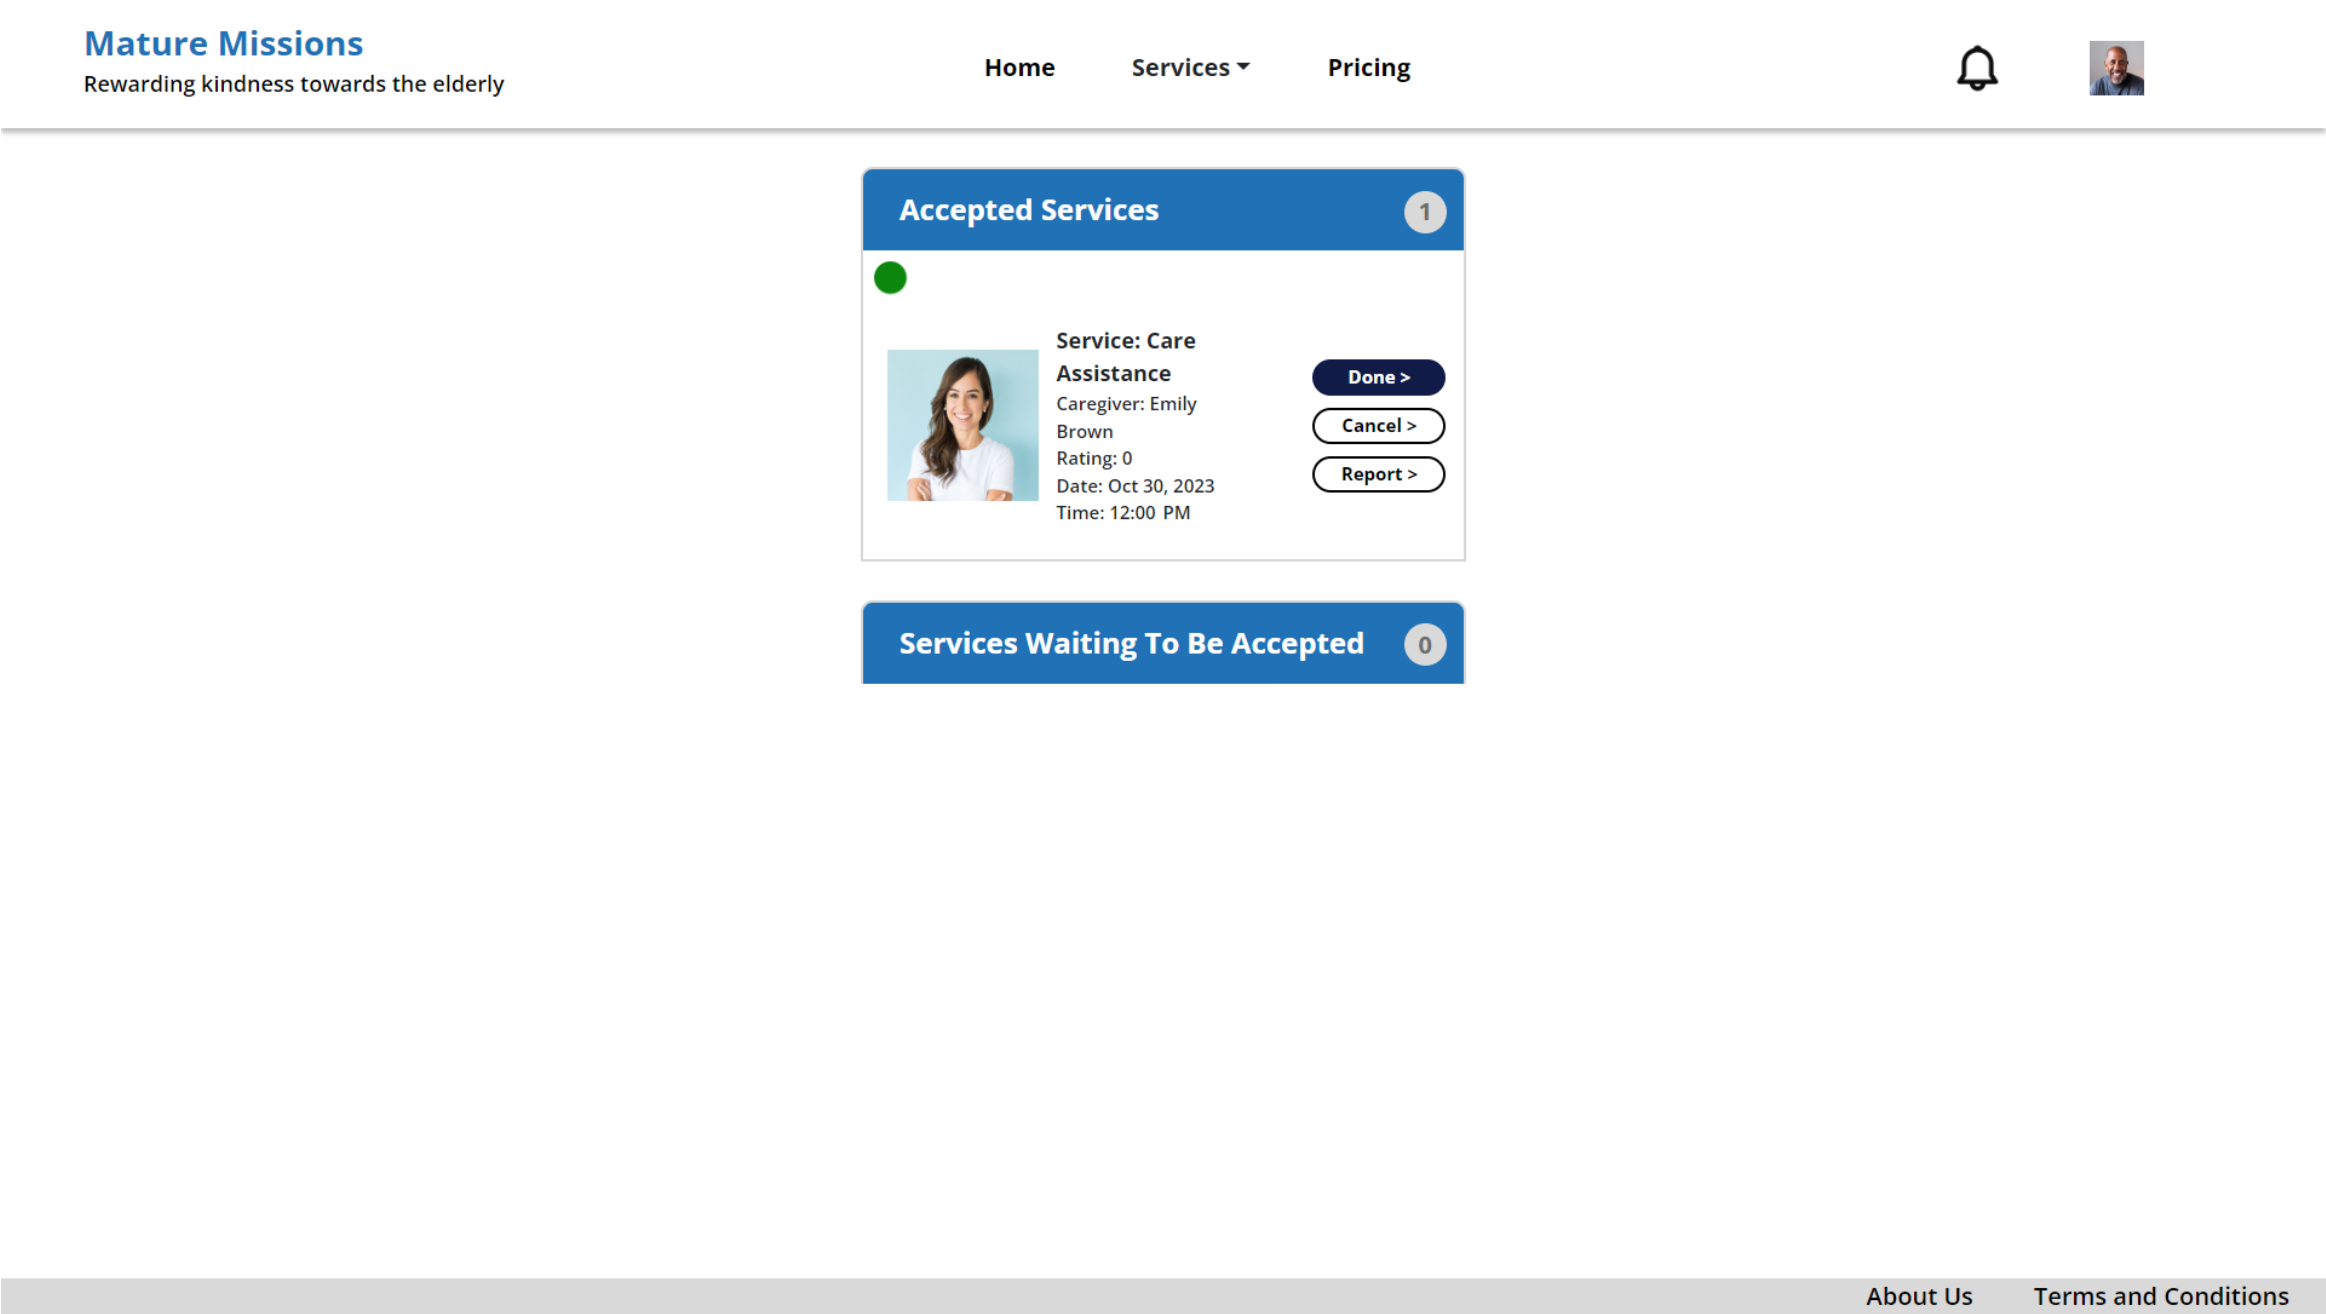 Mature Missions
Rewarding kindness towards the elderly
Home
Services
Pricing
Accepted Services
1
Service: Care
Assistance
Caregiver: Emily
Brown
Rating: 0
Date: Oct 30, 2023
Time: 12:00 PM
Done >
Cancel >
Report >
Services Waiting To Be Accepted
0
About Us
Terms and Conditions